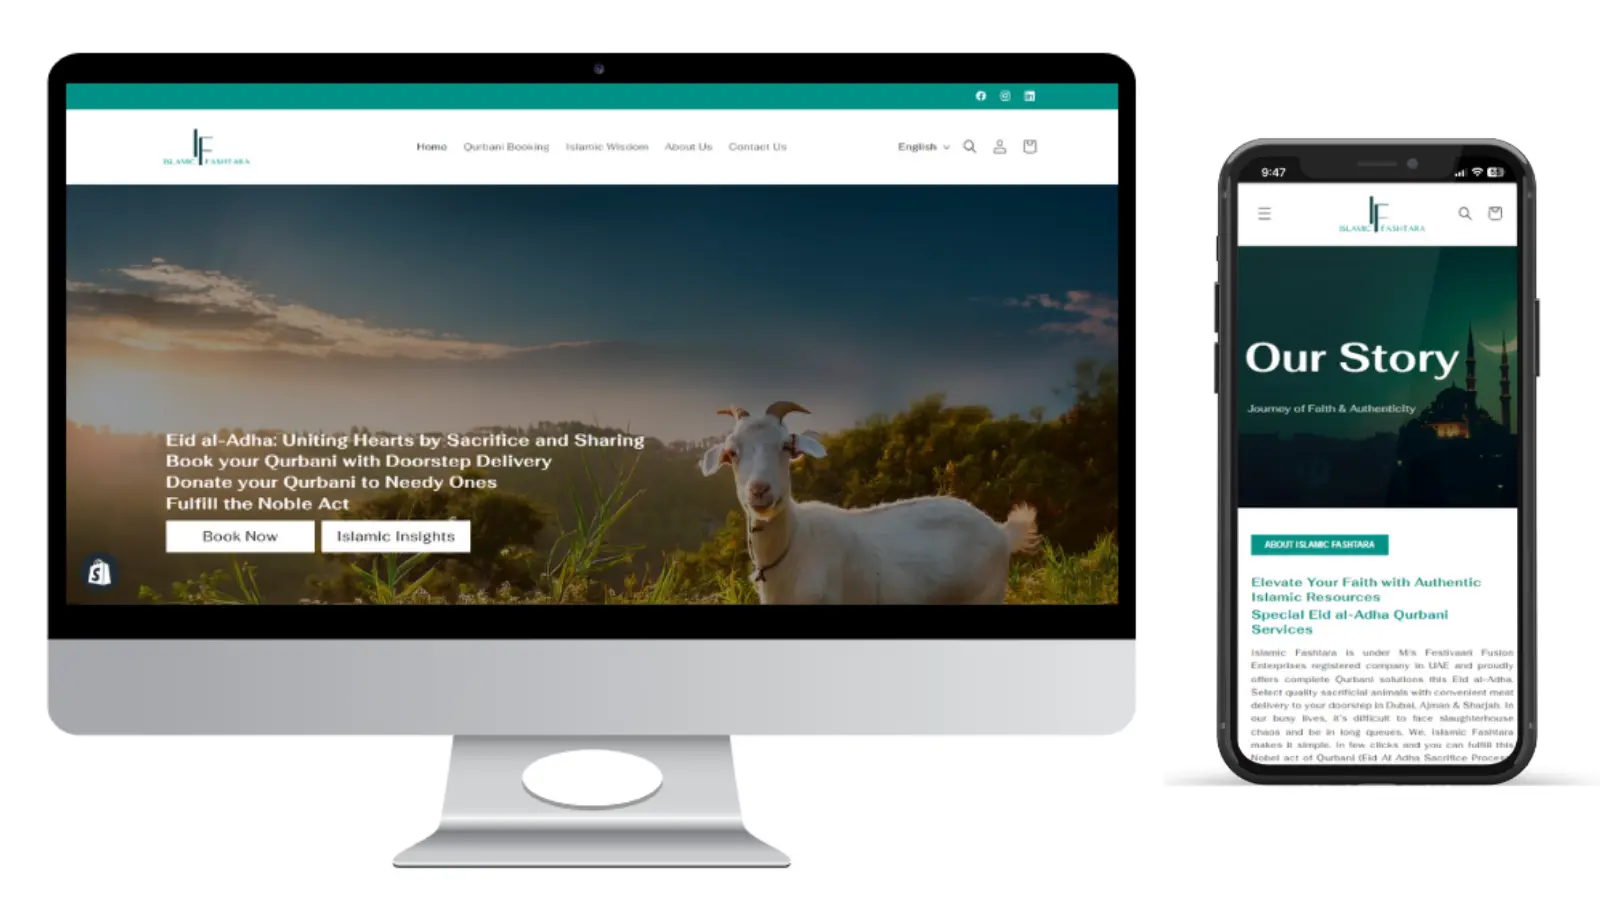 IF
ISLAMIC FASHTARA
Home
Qurbani Booking
Islamic Wisdom
About Us
Contact Us
English
Eid al-Adha: Uniting Hearts by Sacrifice and Sharing
Book your Qurbani with Doorstep Delivery
Donate your Qurbani to Needy Ones
Fulfill the Noble Act
Book Now
Islamic Insights
9:47
IF
ISLAMIC FASHTARA
Our Story
Journey of Faith & Authenticity
ABOUT ISLAMIC FASHTARA
Elevate Your Faith with Authentic
Islamic Resources
Special Eid al-Adha Qurbani
Services
Islamic Fashtara is under M/s Festivaari Fusion
Enterprises registered company in UAE and proudly
offers complete Qurbani solutions this Eid al-Adha.
Select quality sacrificial animals with convenient meat
delivery to your doorstep in Dubai, Ajman & Sharjah. In
our busy lives, it's difficult to face slaughterhouse
chaos and be in long queues. We, Islamic Fashtara
makes it simple. In few clicks and you can fulfill this
Nobel act of Qurbani (Eid Al Adha Sacrifice Process